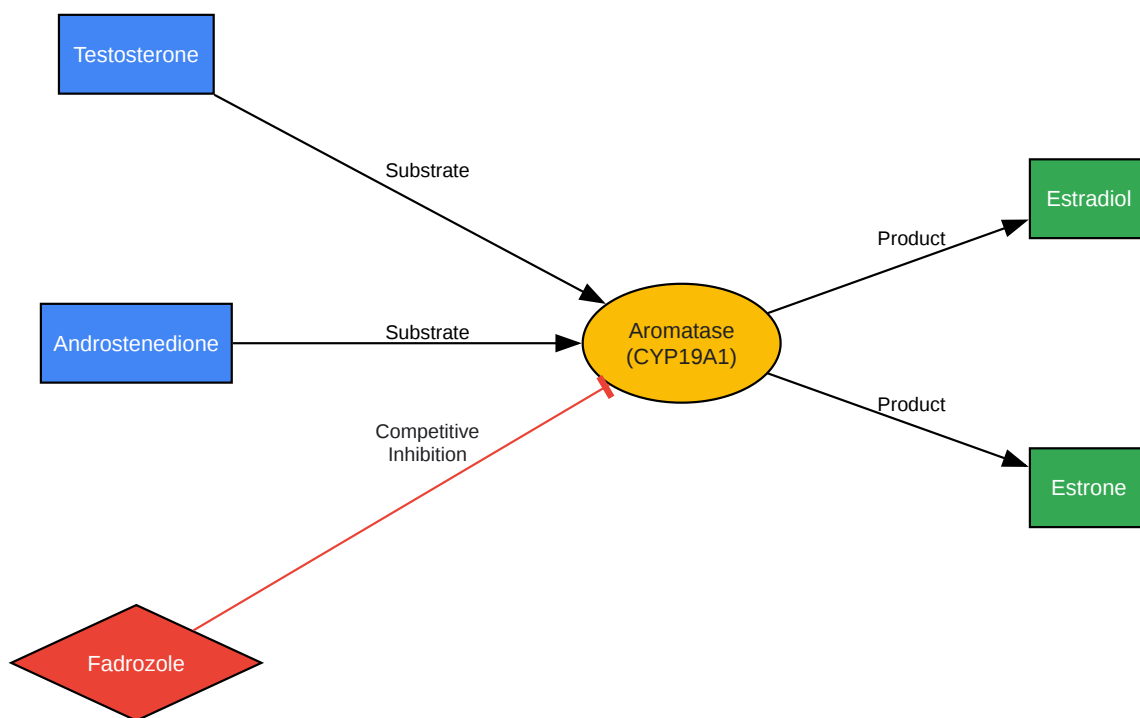 Testosterone
Substrate
Estradiol
Product
Androstenedione
Substrate
Aromatase
(CYP19A1)
Product
Competitive
Inhibition
Estrone
Fadrozole